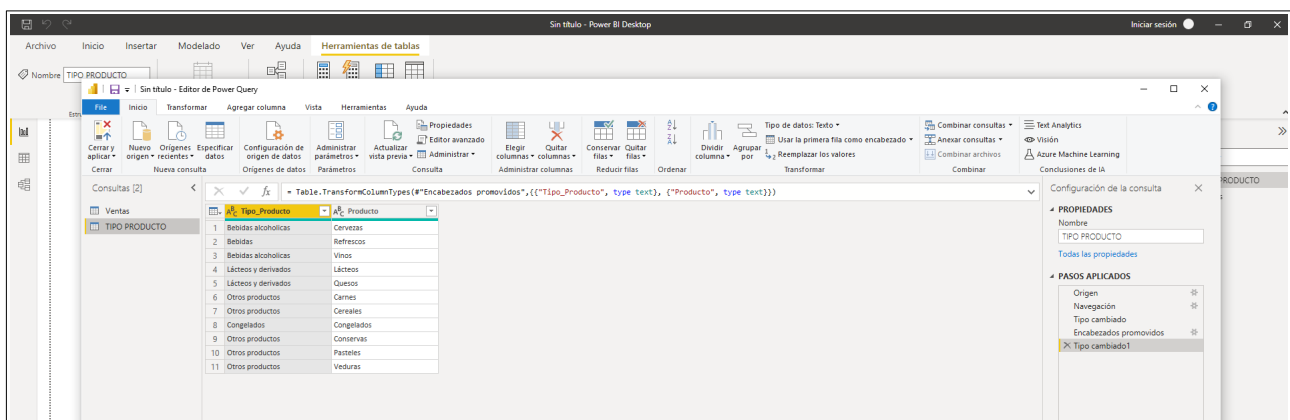 Sin título - Power BI Desktop
Iniciar sesión
Archivo Inicio Insertar Modelado Ver Ayuda Herramientas de tablas
Nombre TIPO PRODUCTO
Sin título - Editor de Power Query
File Inicio Transformar Agregar columna Vista Herramientas Ayuda
Cerrar y aplicar
Nuevo origen
Orígenes recientes
Especificar datos
Configuración de origen de datos
Administrar parámetros
Actualizar vista previa
Propiedades
Editor avanzado
Administrar
Elegir columnas
Quitar columnas
Conservar filas
Quitar filas
Dividir columna
Agrupar por
Tipo de datos: Texto
Usar la primera fila como encabezado
Reemplazar los valores
Combinar consultas
Anexar consultas
Combinar archivos
Text Analytics
Visión
Azure Machine Learning
Cerrar Nueva consulta Orígenes de datos Parámetros Consulta Administrar columnas Reducir filas Ordenar Transformar Combinar Conclusiones de IA
Consultas [2]
Ventas
TIPO PRODUCTO
fx = Table.TransformColumnTypes(#"Encabezados promovidos",{{"Tipo_Producto", type text}, {"Producto", type text}})
Tipo_Producto Producto
1 Bebidas alcoholicas Cervezas
2 Bebidas Refrescos
3 Bebidas alcoholicas Vinos
4 Lácteos y derivados Lácteos
5 Lácteos y derivados Quesos
6 Otros productos Carnes
7 Otros productos Cereales
8 Congelados Congelados
9 Otros productos Conservas
10 Otros productos Pasteles
11 Otros productos Veduras
Configuración de la consulta
PROPIEDADES
Nombre
TIPO PRODUCTO
Todas las propiedades
PASOS APLICADOS
Origen
Navegación
Tipo cambiado
Encabezados promovidos
Tipo cambiado1